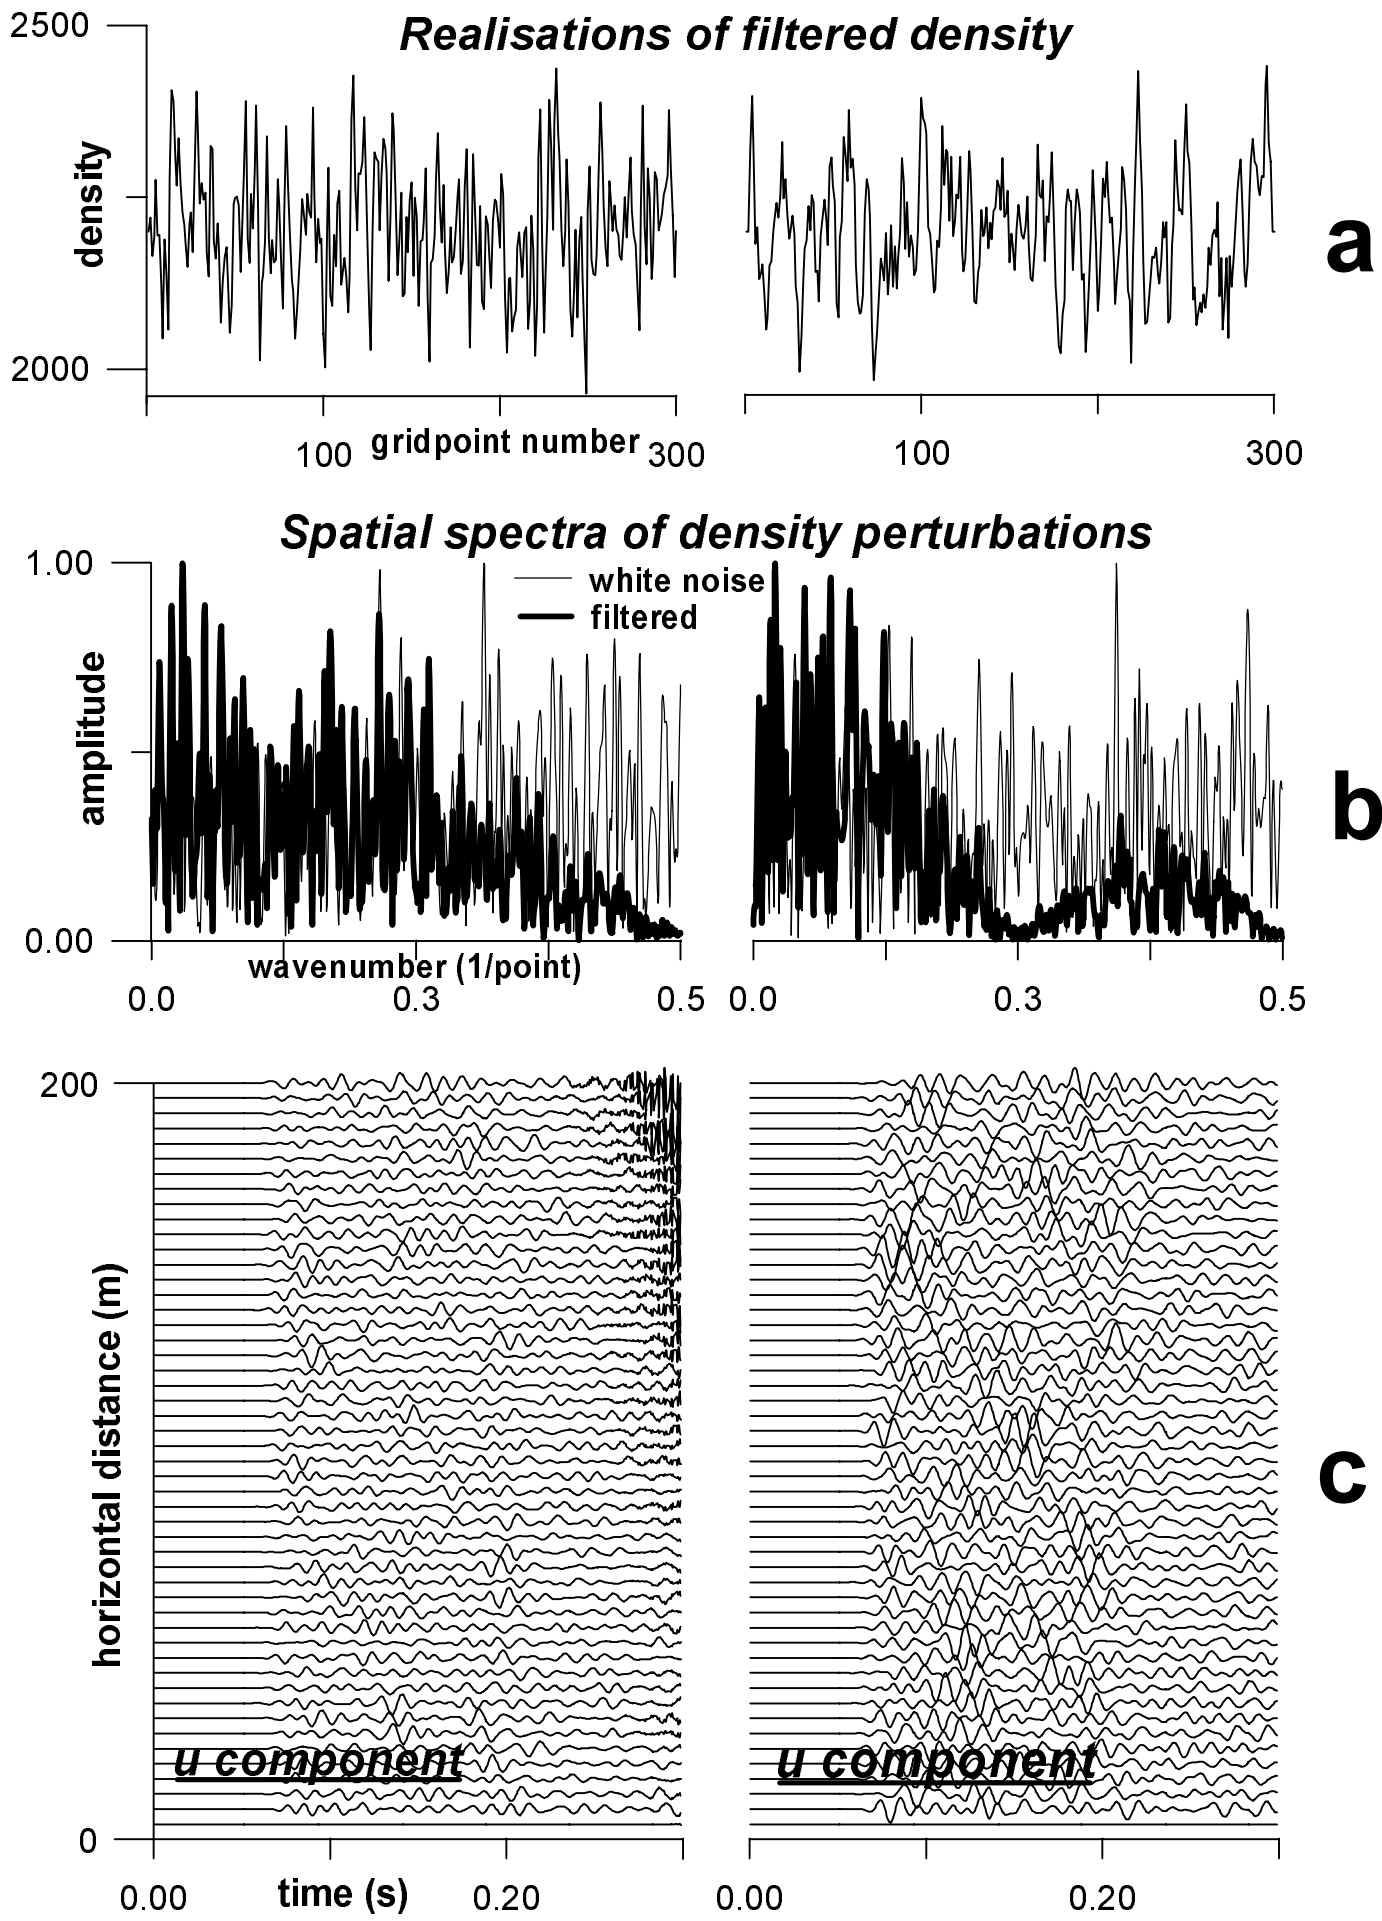 Realisations of filtered density
2500
density
2000
a
100 gridpoint number 300
100 300
Spatial spectra of density perturbations
1.00
white noise
filtered
amplitude
b
0.00
wavenumber (1/point)
0.0 0.3 0.5 0.0 0.3 0.5
200
horizontal distance (m)
c
u component u component
0
0.00 time (s) 0.20 0.00 0.20